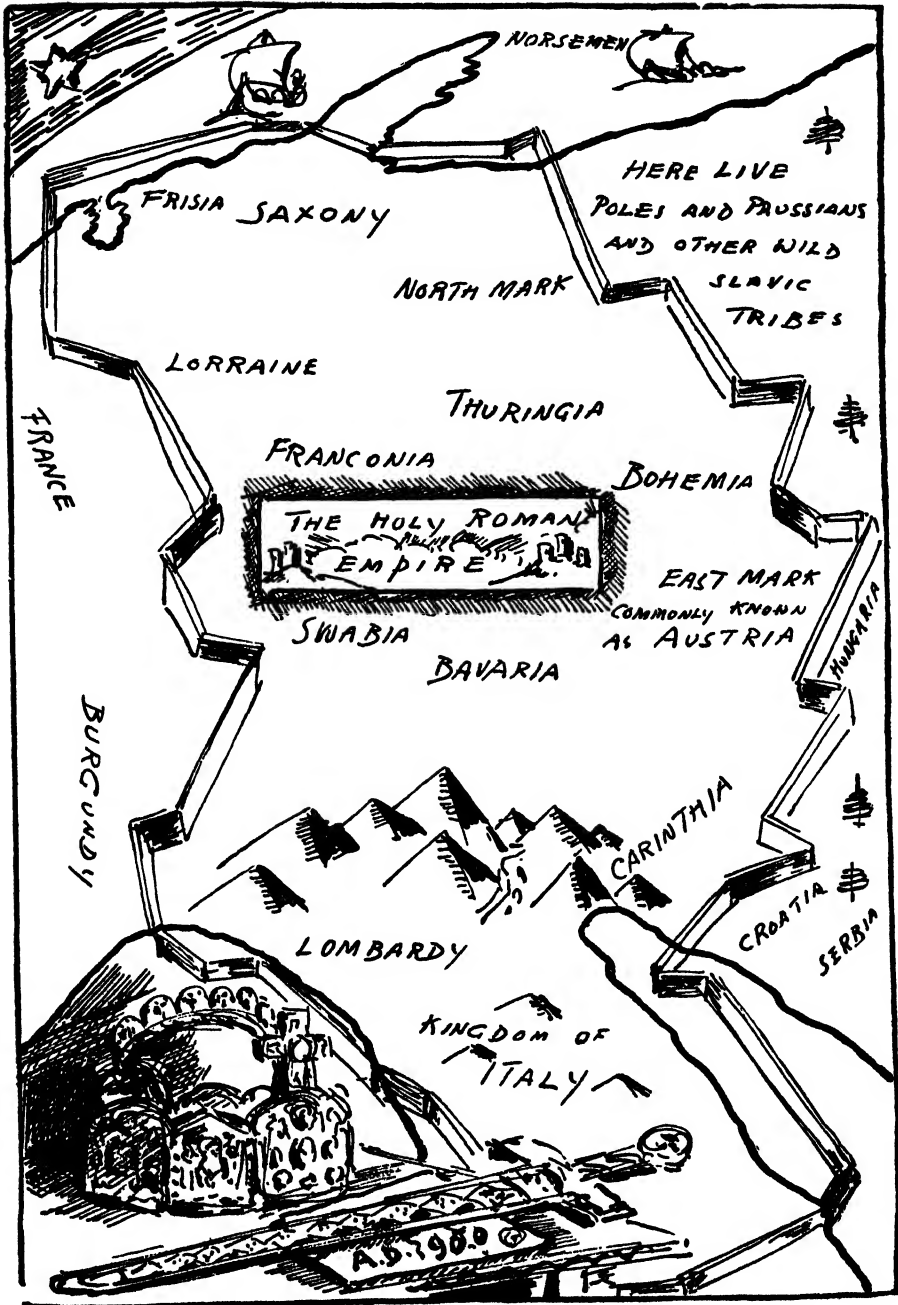 NORSEMEN
HERE LIVE
POLES AND PRUSSIANS
AND OTHER WILD
SLAVIC
TRIBES
FRISIA
SAXONY
NORTH MARK
LORRAINE
THURINGIA
FRANCE
FRANCONIA
BOHEMIA
THE HOLY ROMAN
EMPIRE
EAST MARK
COMMONLY KNOWN
AS AUSTRIA
HUNGARIA
SWABIA
BAVARIA
BURGUNDY
CARINTHIA
CROATIA
SERBIA
LOMBARDY
KINGDOM OF
ITALY